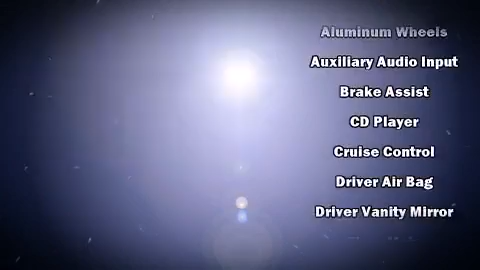 Aluminum Wheels
Auxiliary Audio Input
Brake Assist
CD Player
Cruise Control
Driver Air Bag
Driver Vanity Mirror